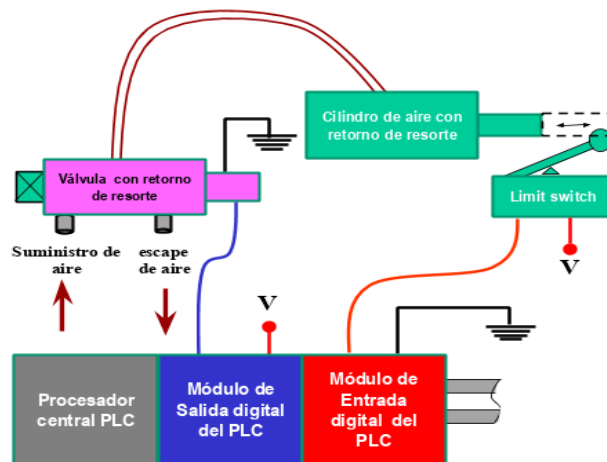 Cilindro de aire con
retorno de resorte
Válvula con retorno
de resorte
Limit switch
Suministro de
aire
escape
de aire
V
V
Procesador
central PLC
Módulo de
Salida digital
del PLC
Módulo de
Entrada
digital del
PLC